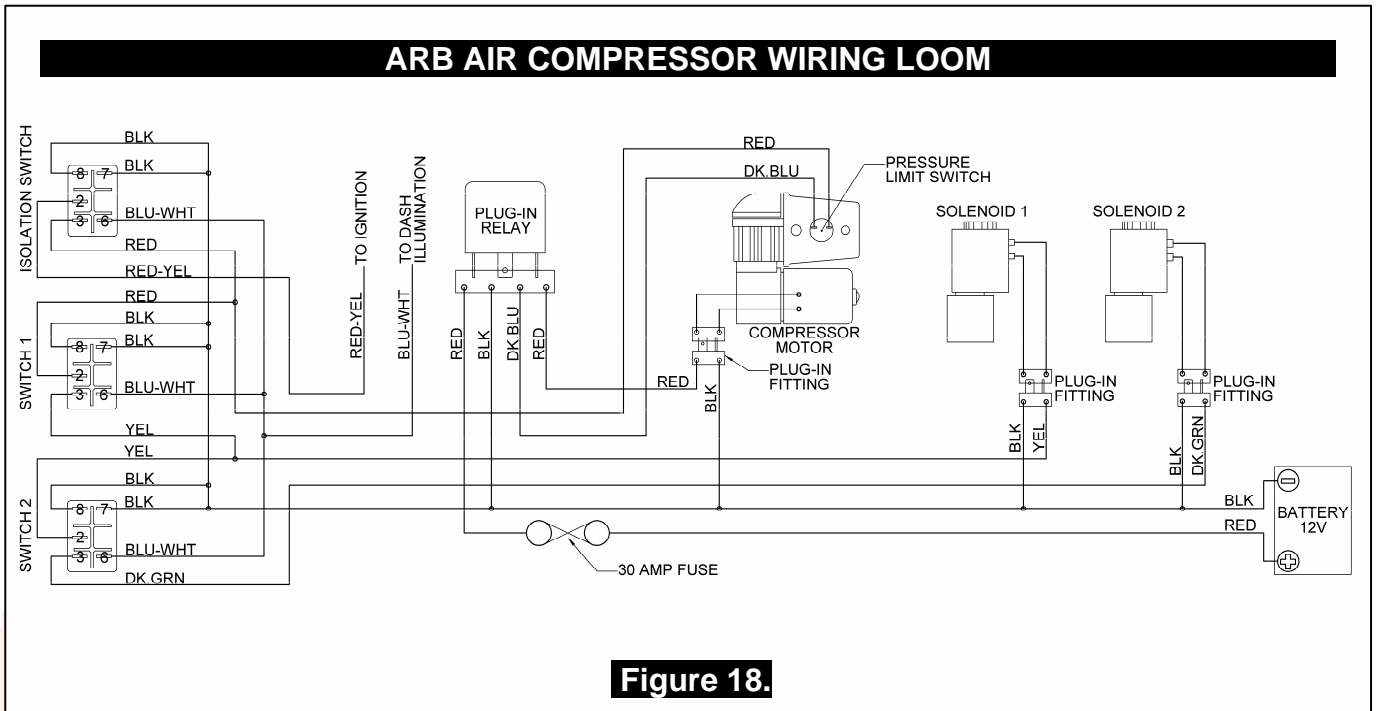 ARB AIR COMPRESSOR WIRING LOOM
ISOLATION SWITCH
BLK
BLK
8 7
2
3 6
BLU-WHT
RED
RED-YEL
SWITCH 1
RED
BLK
BLK
8 7
2
3 6
BLU-WHT
YEL
SWITCH 2
YEL
BLK
BLK
8 7
2
3 6
BLU-WHT
DK.GRN
RED-YEL TO IGNITION
BLU-WHT TO DASH
ILLUMINATION
PLUG-IN
RELAY
RED
BLK
DK.BLU
RED
RED
DK.BLU
PRESSURE
LIMIT SWITCH
COMPRESSOR
MOTOR
PLUG-IN
FITTING
RED
BLK
SOLENOID 1
PLUG-IN
FITTING
BLK
YEL
SOLENOID 2
PLUG-IN
FITTING
BLK
DK.GRN
BLK
RED
BATTERY
12V
30 AMP FUSE
Figure 18.